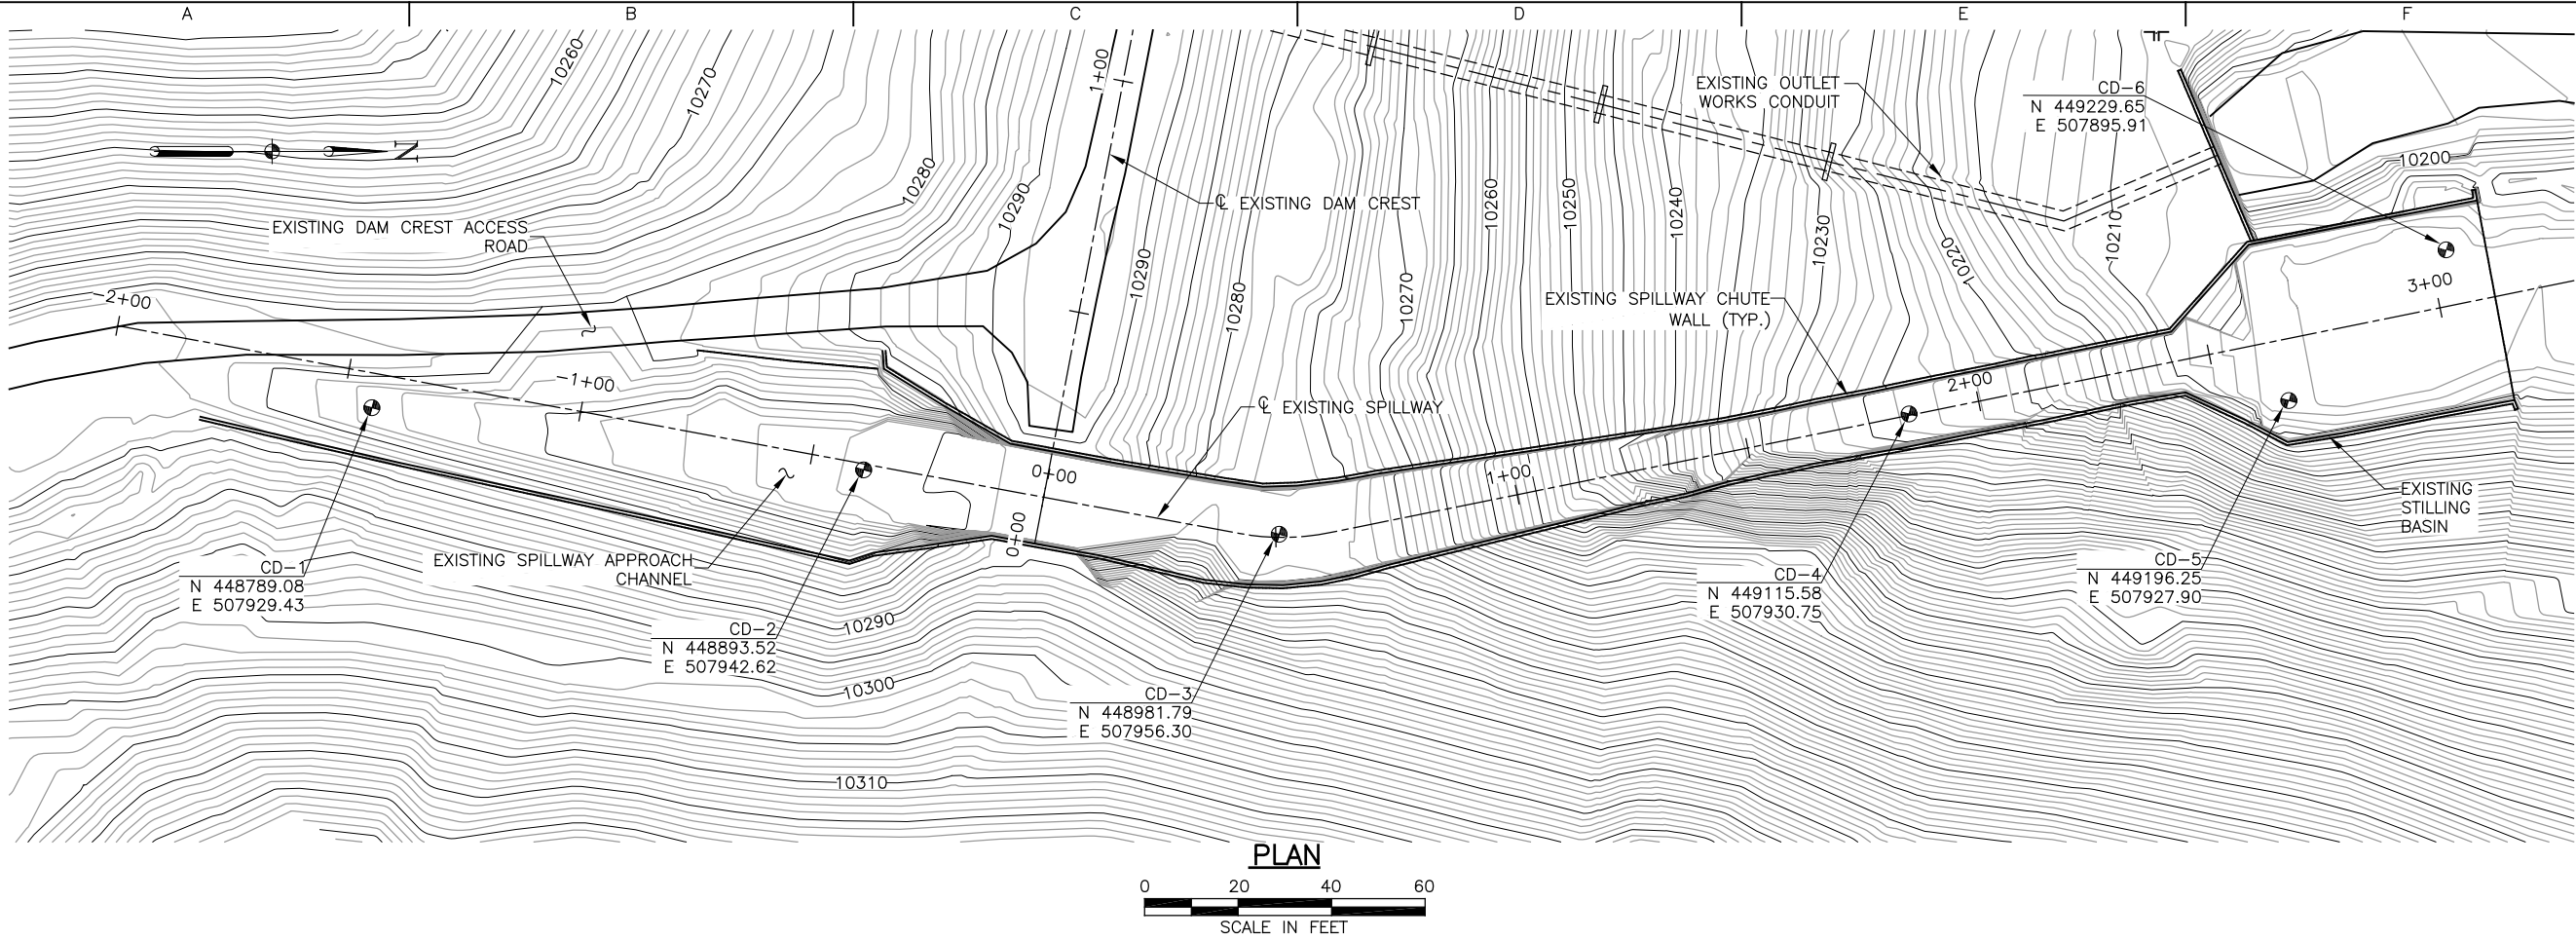 A B C D E F
10260
10270
10280
10290
1+00
℄ EXISTING DAM CREST
10290
10280
10270
10260
10250
10240
10230
10220
10210
10200
EXISTING OUTLET
WORKS CONDUIT
CD-6
N 449229.65
E 507895.91
N
EXISTING DAM CREST ACCESS
ROAD
-2+00
-1+00
0+00
0+00
1+00
2+00
3+00
EXISTING SPILLWAY CHUTE
WALL (TYP.)
℄ EXISTING SPILLWAY
EXISTING
STILLING
BASIN
EXISTING SPILLWAY APPROACH
CHANNEL
CD-1
N 448789.08
E 507929.43
CD-2
N 448893.52
E 507942.62
CD-3
N 448981.79
E 507956.30
CD-4
N 449115.58
E 507930.75
CD-5
N 449196.25
E 507927.90
10290
10300
10310
PLAN
0 20 40 60
SCALE IN FEET